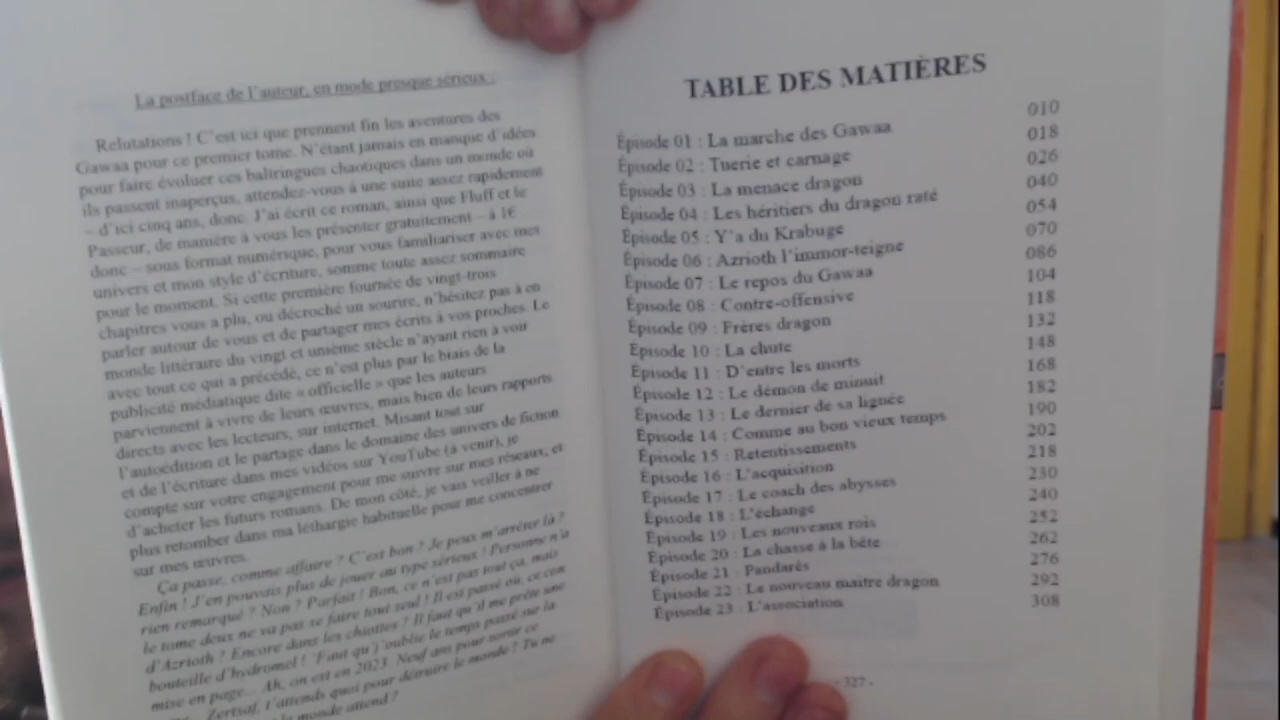 La postface de l'auteur, en mode presque sérieux :
Relutations ! C'est ici que prennent fin les aventures des
Gawaa pour ce premier tome. N'étant jamais en manque d'idées
pour faire évoluer ces baltringues chaotiques dans un monde où
ils passent inaperçus, attendez-vous à une suite assez rapidement
– d'ici cinq ans, donc. J'ai écrit ce roman, ainsi que Fluff et le
Passeur, de manière à vous les présenter gratuitement – à 1€
donc – sous format numérique, pour vous familiariser avec mes
univers et mon style d'écriture, somme toute assez sommaire
pour le moment. Si cette première fournée de vingt-trois
chapitres vous a plu, ou décroché un sourire, n'hésitez pas à en
parler autour de vous et de partager mes écrits à vos proches. Le
monde littéraire du vingt et unième siècle n'ayant rien à voir
avec tout ce qui a précédé, ce n'est plus par le biais de la
publicité médiatique dite « officielle » que les auteurs
parviennent à vivre de leurs œuvres, mais bien de leurs rapports
directs avec les lecteurs, sur internet. Misant tout sur
l'autoédition et le partage dans le domaine des univers de fiction
et de l'écriture dans mes vidéos sur YouTube (à venir), je
compte sur votre engagement pour me suivre sur mes réseaux, et
d'acheter les futurs romans. De mon côté, je vais veiller à ne
plus retomber dans ma léthargie habituelle pour me concentrer
sur mes œuvres.
Ça passe, comme affaire ? C'est bon ? Je peux m'arrêter là ?
Enfin ! J'en pouvais plus de jouer au type sérieux ! Personne n'a
rien remarqué ? Non ? Parfait ! Bon, ce n'est pas tout ça, mais
le tome deux ne va pas se faire tout seul ! Il est passé où, ce con
d'Azrioth ? Encore dans les chiottes ? Il faut qu'il me prête une
bouteille d'hydromel ! Faut qu'j'oublie le temps passé sur la
mise en page... Ah, on est en 2023. Neuf ans pour sortir ce
Zertsaf, t'attends quoi pour détruire le monde ? Tu ne
le monde attend ?
TABLE DES MATIÈRES
Épisode 01 : La marche des Gawaa 010
Épisode 02 : Tuerie et carnage 018
Épisode 03 : La menace dragon 026
Épisode 04 : Les héritiers du dragon raté 040
Épisode 05 : Y'a du Krabuge 054
Épisode 06 : Azrioth l'immor-teigne 070
Épisode 07 : Le repos du Gawaa 086
Épisode 08 : Contre-offensive 104
Épisode 09 : Frères dragon 118
Épisode 10 : La chute 132
Épisode 11 : D'entre les morts 148
Épisode 12 : Le démon de minuit 168
Épisode 13 : Le dernier de sa lignée 182
Épisode 14 : Comme au bon vieux temps 190
Épisode 15 : Retentissements 202
Épisode 16 : L'acquisition 218
Épisode 17 : Le coach des abysses 230
Épisode 18 : L'échange 240
Épisode 19 : Les nouveaux rois 252
Épisode 20 : La chasse à la bête 262
Épisode 21 : Pandarès 276
Épisode 22 : Le nouveau maître dragon 292
Épisode 23 : L'association 308
- 327 -